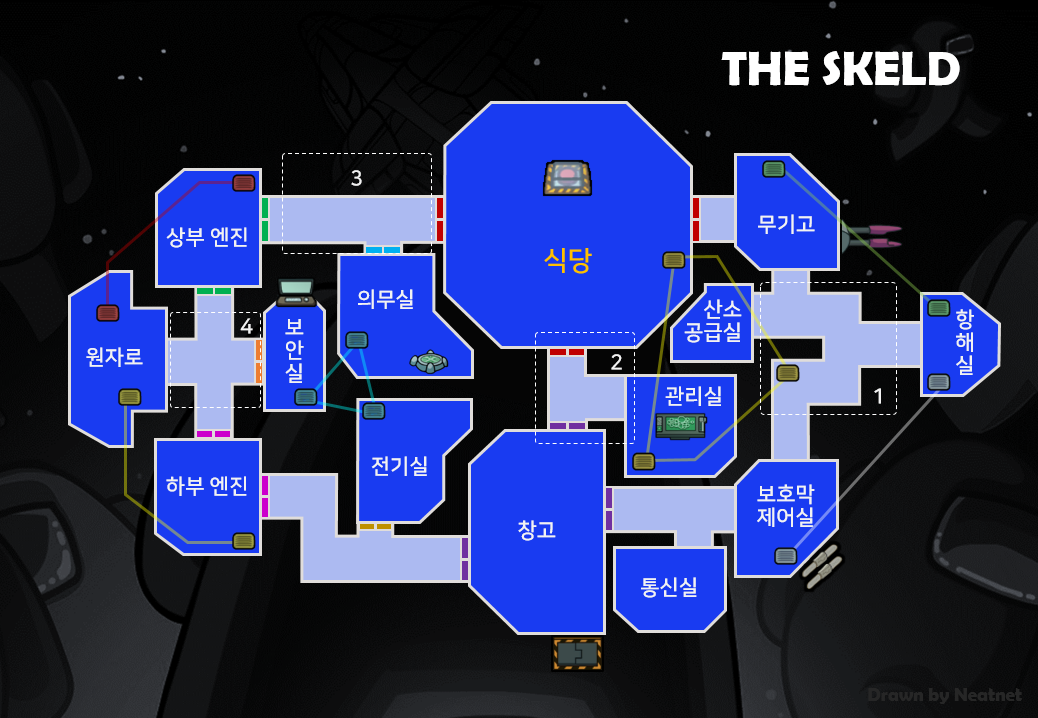 THE SKELD
3
상부 엔진
식당
무기고
의무실
산소
공급실
항
해
실
4
보
안
실
원자로
2
관리실
1
하부 엔진
전기실
창고
보호막
제어실
통신실
Drawn by Neatnet